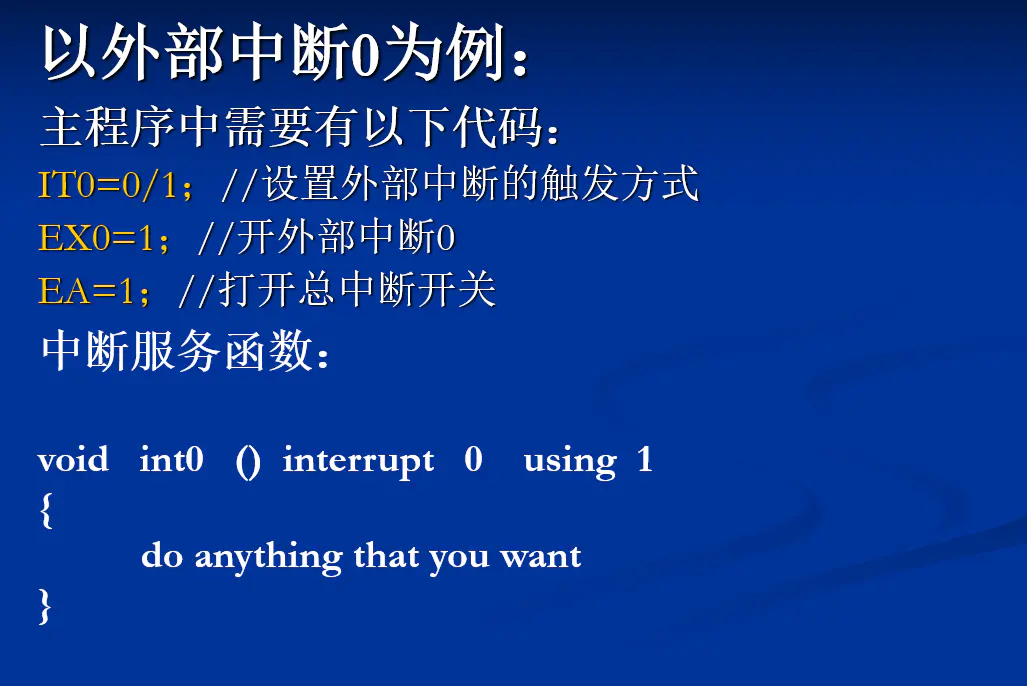 以外部中断0为例：
主程序中需要有以下代码：
IT0=0/1；//设置外部中断的触发方式
EX0=1；//开外部中断0
EA=1；//打开总中断开关
中断服务函数：
void int0 () interrupt 0 using 1
{
do anything that you want
}